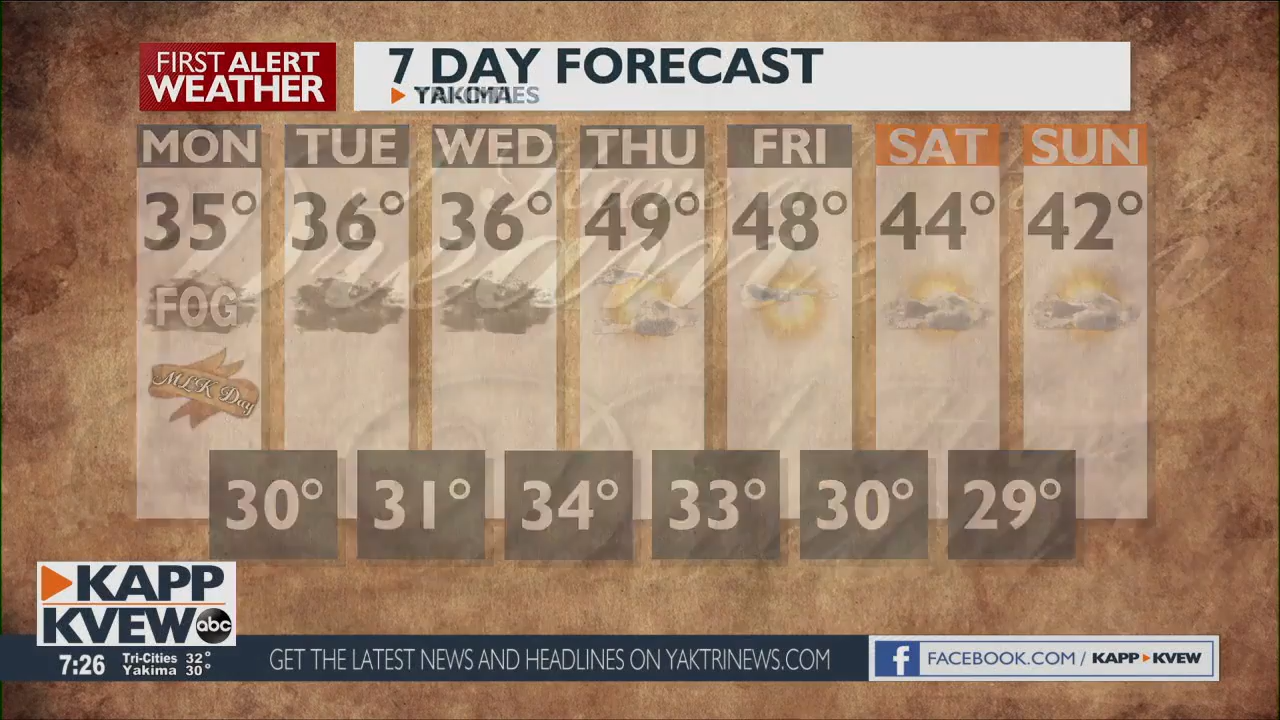 FIRST ALERT
WEATHER
7 DAY FORECAST
YAKIMA
MON TUE WED THU FRI SAT SUN
35° 36° 36° 49° 48° 44° 42°
FOG
MLK Day
30° 31° 34° 33° 30° 29°
KAPP
KVEW abc
7:26
Tri-Cities 32°
Yakima 30°
GET THE LATEST NEWS AND HEADLINES ON YAKTRINEWS.COM
f FACEBOOK.COM / KAPP KVEW